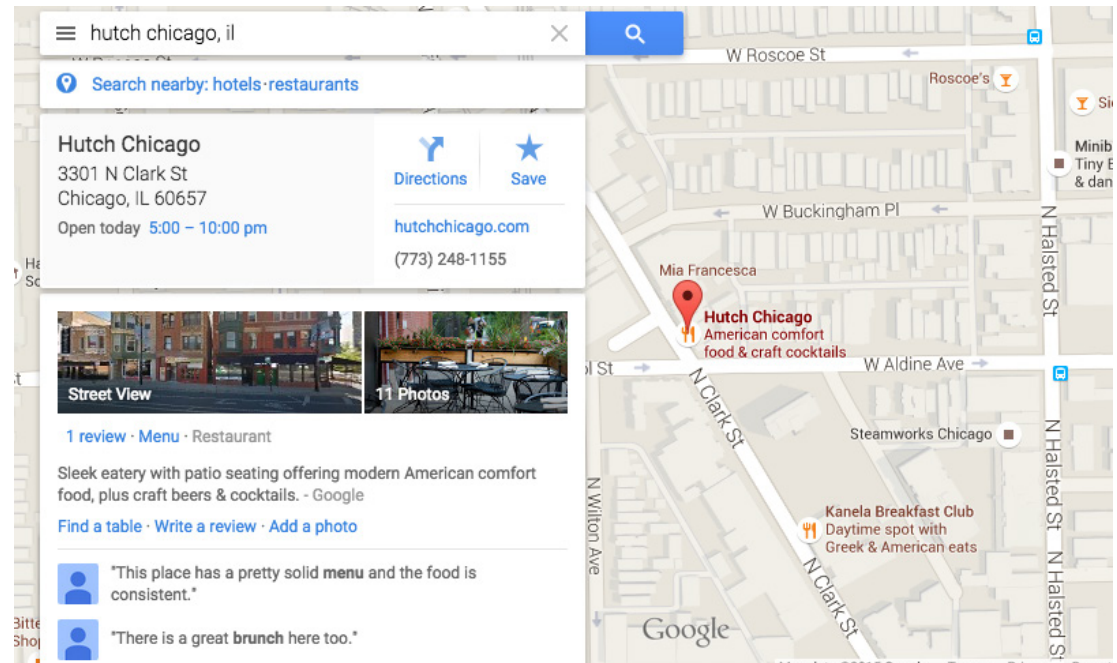 hutch chicago, il
Search nearby: hotels·restaurants
Hutch Chicago
3301 N Clark St
Chicago, IL 60657
Open today 5:00 – 10:00 pm
Directions
Save
hutchchicago.com
(773) 248-1155
Street View
11 Photos
1 review · Menu · Restaurant
Sleek eatery with patio seating offering modern American comfort
food, plus craft beers & cocktails. - Google
Find a table · Write a review · Add a photo
"This place has a pretty solid menu and the food is
consistent."
"There is a great brunch here too."
W Roscoe St
Roscoe's
Tiny
& dan
W Buckingham Pl
N Halsted St
Mia Francesca
Hutch Chicago
American comfort
food & craft cocktails
St
W Aldine Ave
N Clark St
Steamworks Chicago
N Halsted St
N Wilton Ave
Kanela Breakfast Club
Daytime spot with
Greek & American eats
N Clark St
N Halsted St
Google